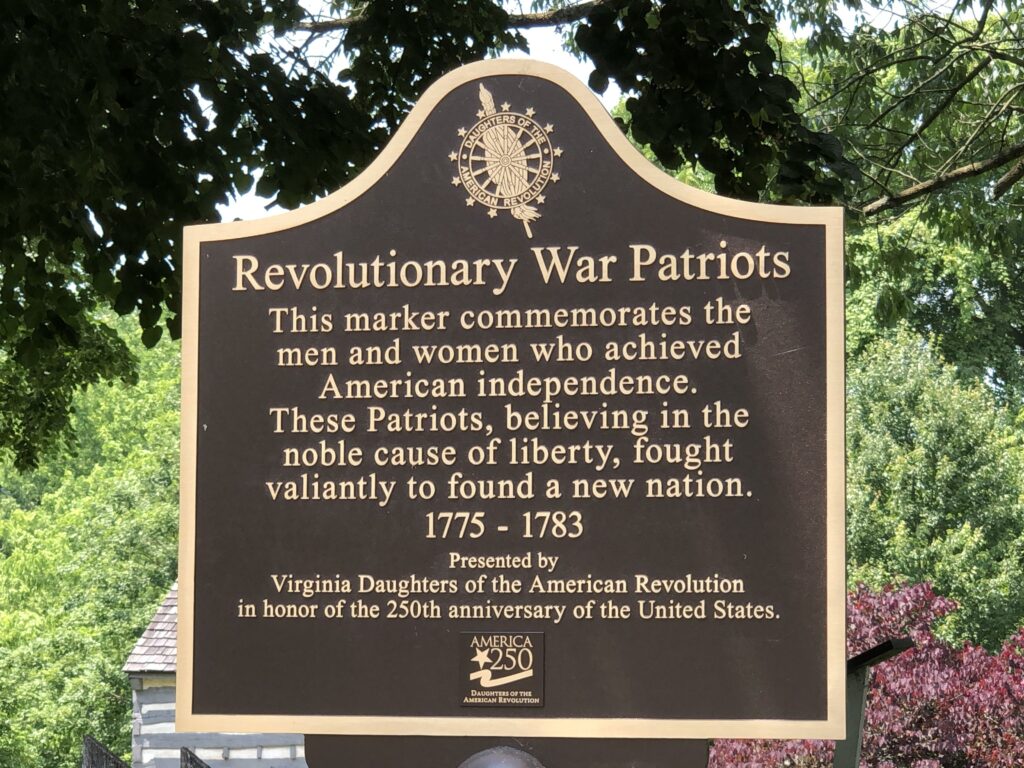 DAUGHTERS OF THE
AMERICAN REVOLUTION
Revolutionary War Patriots
This marker commemorates the
men and women who achieved
American independence.
These Patriots, believing in the
noble cause of liberty, fought
valiantly to found a new nation.
1775 - 1783
Presented by
Virginia Daughters of the American Revolution
in honor of the 250th anniversary of the United States.
AMERICA
250
DAUGHTERS OF THE
AMERICAN REVOLUTION